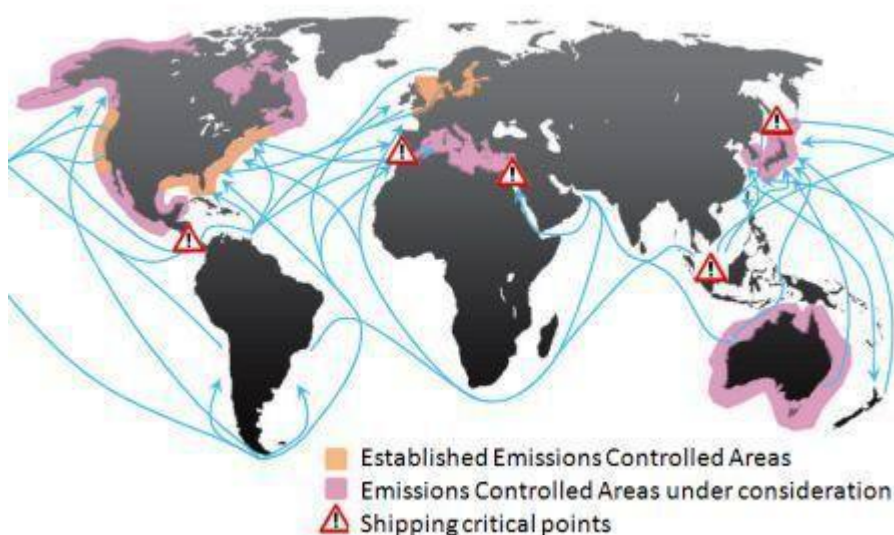 Established Emissions Controlled Areas
Emissions Controlled Areas under consideration
Shipping critical points